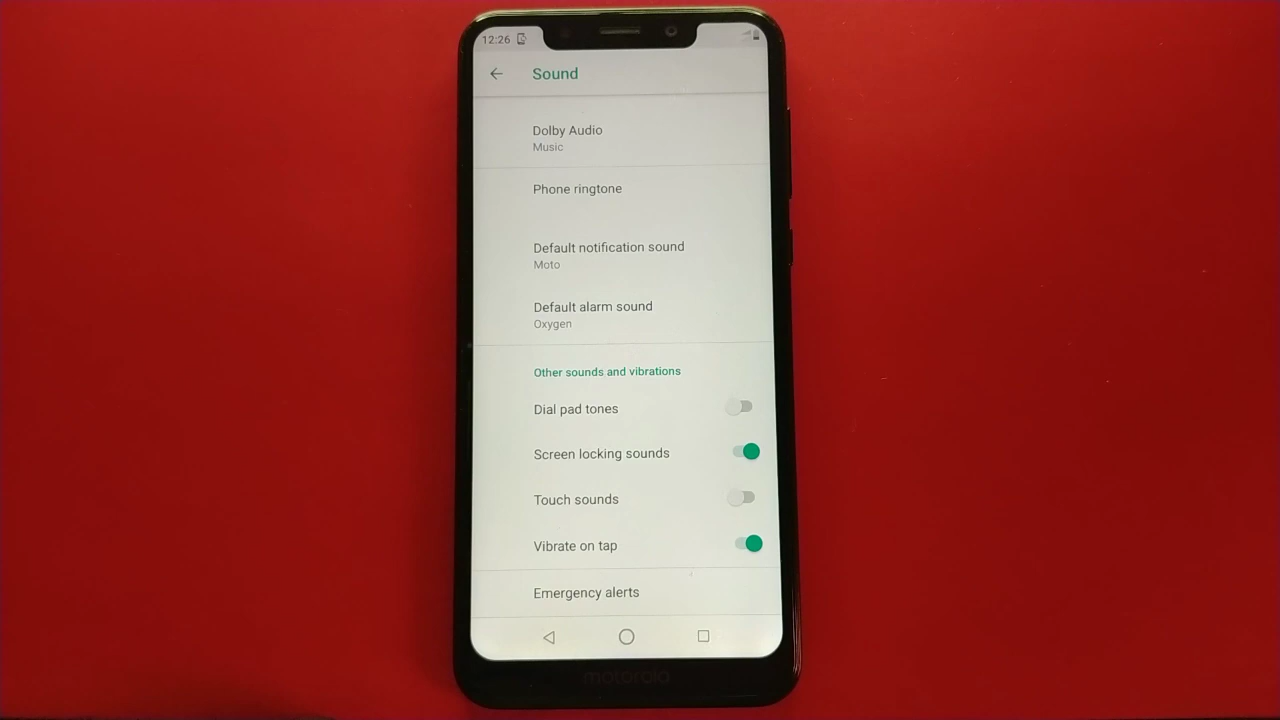 12:26
Sound
Dolby Audio
Music
Phone ringtone
Default notification sound
Moto
Default alarm sound
Oxygen
Other sounds and vibrations
Dial pad tones
Screen locking sounds
Touch sounds
Vibrate on tap
Emergency alerts
motorola